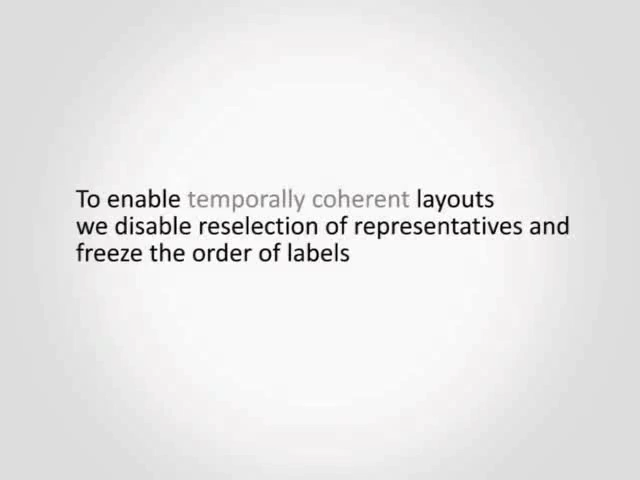 To enable temporally coherent layouts
we disable reselection of representatives and
freeze the order of labels